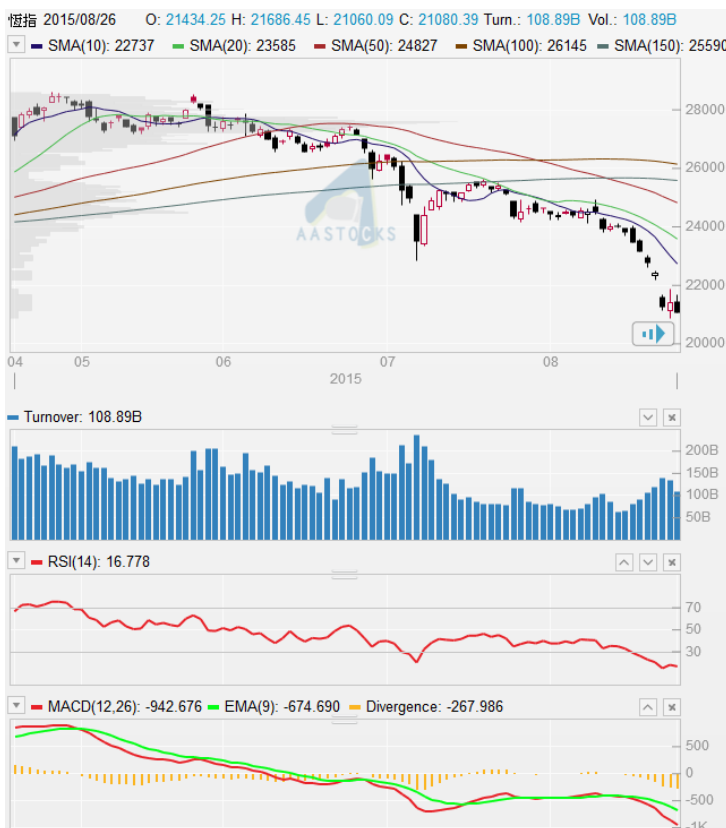 恆指 2015/08/26 O: 21434.25 H: 21686.45 L: 21060.09 C: 21080.39 Turn.: 108.89B Vol.: 108.89B
SMA(10): 22737 SMA(20): 23585 SMA(50): 24827 SMA(100): 26145 SMA(150): 25590
28000
26000
AASTOCKS
24000
22000
20000
04 05 06 07 08
2015
Turnover: 108.89B
200B
150B
100B
50B
RSI(14): 16.778
70
50
30
MACD(12,26): -942.676 EMA(9): -674.690 Divergence: -267.986
500
0
-500
-1K